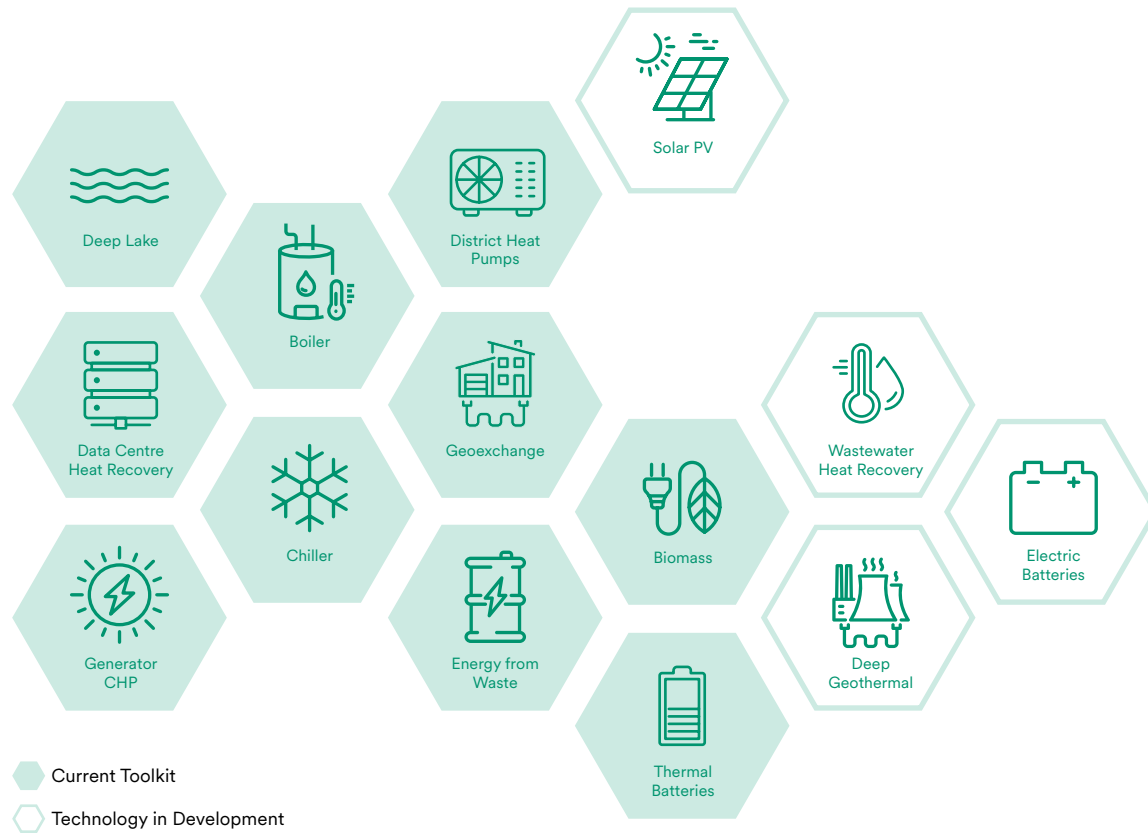 Solar PV
Deep Lake
District Heat
Pumps
Boiler
Data Centre
Heat Recovery
Geoexchange
Wastewater
Heat Recovery
Chiller
Biomass
Electric
Batteries
Generator
CHP
Energy from
Waste
Deep
Geothermal
Thermal
Batteries
Current Toolkit
Technology in Development